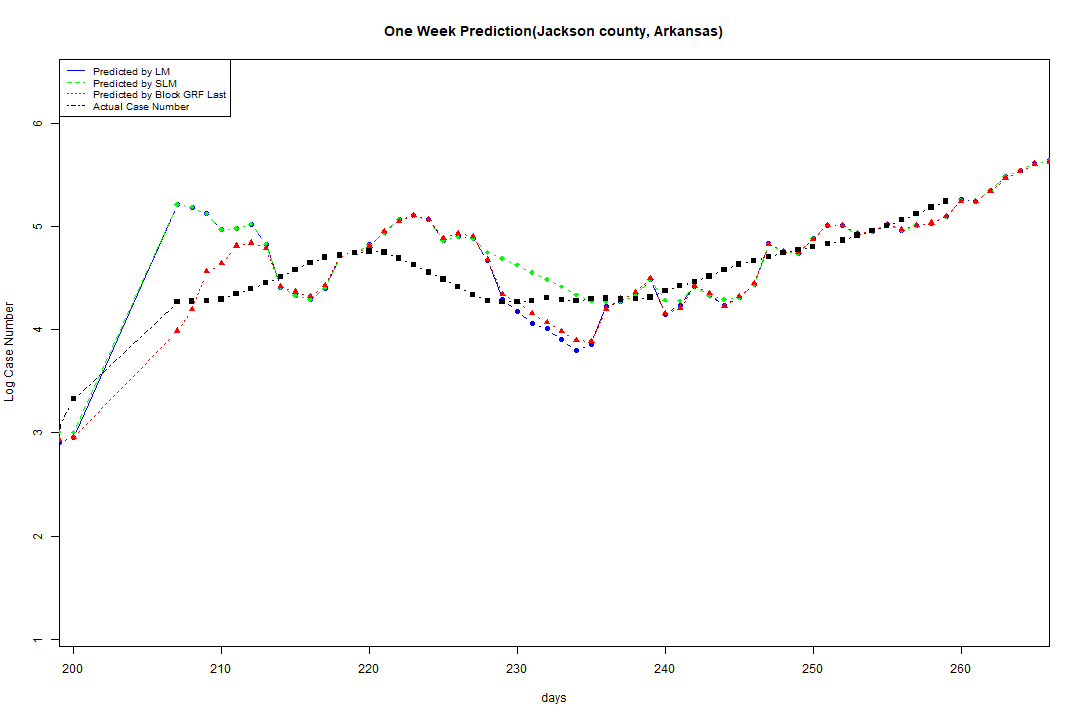 One Week Prediction(Jackson county, Arkansas)
Predicted by LM
Predicted by SLM
Predicted by Block GRF Last
Actual Case Number
6
5
4
3
2
1
Log Case Number
200 210 220 230 240 250 260
days